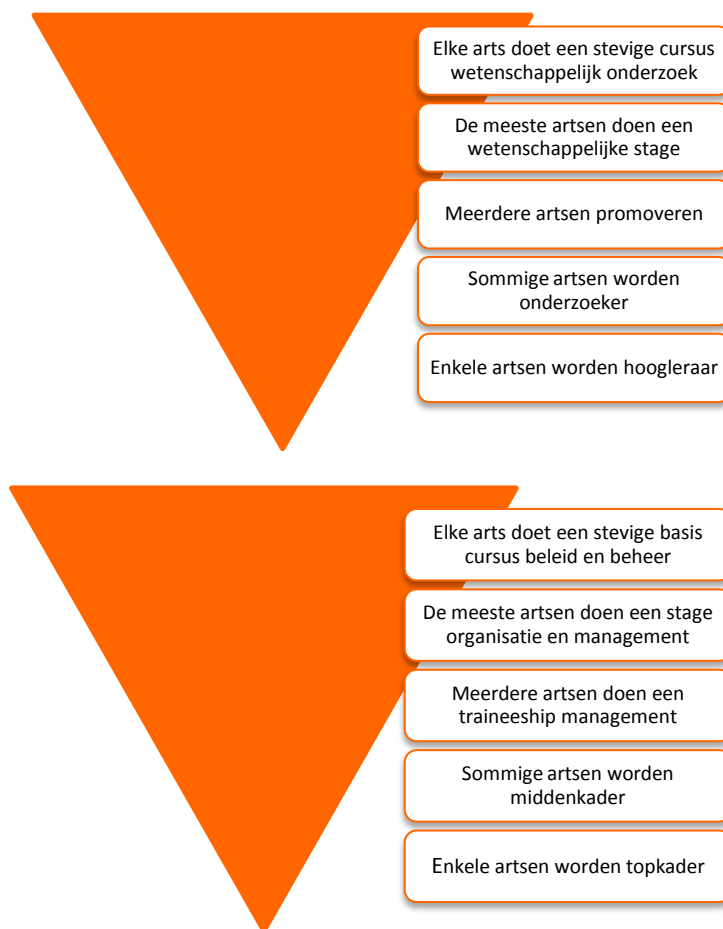 Elke arts doet een stevige cursus
wetenschappelijk onderzoek
De meeste artsen doen een
wetenschappelijke stage
Meerdere artsen promoveren
Sommige artsen worden
onderzoeker
Enkele artsen worden hoogleraar
Elke arts doet een stevige basis
cursus beleid en beheer
De meeste artsen doen een stage
organisatie en management
Meerdere artsen doen een
traineeship management
Sommige artsen worden
middenkader
Enkele artsen worden topkader